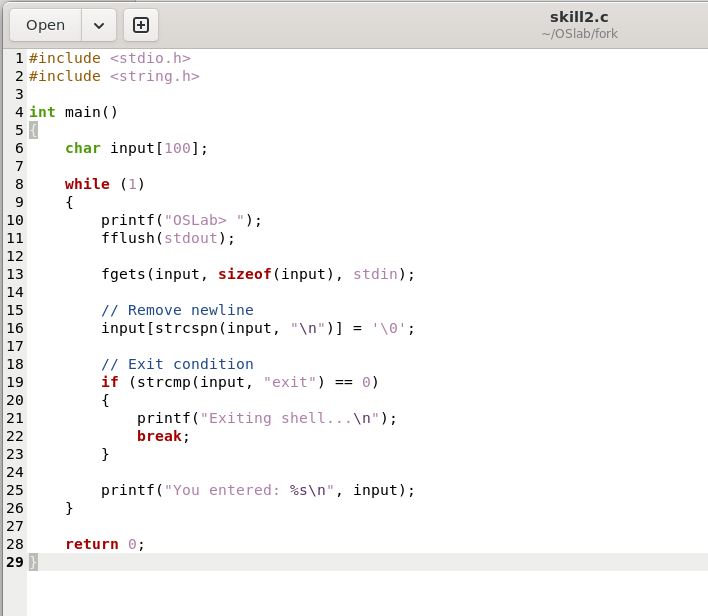 Open
skill2.c
~/OSlab/fork
1 #include <stdio.h>
2 #include <string.h>
3
4 int main()
5 {
6     char input[100];
7
8     while (1)
9     {
10         printf("OSLab> ");
11         fflush(stdout);
12
13         fgets(input, sizeof(input), stdin);
14
15         // Remove newline
16         input[strcspn(input, "\n")] = '\0';
17
18         // Exit condition
19         if (strcmp(input, "exit") == 0)
20         {
21             printf("Exiting shell...\n");
22             break;
23         }
24
25         printf("You entered: %s\n", input);
26     }
27
28     return 0;
29 }